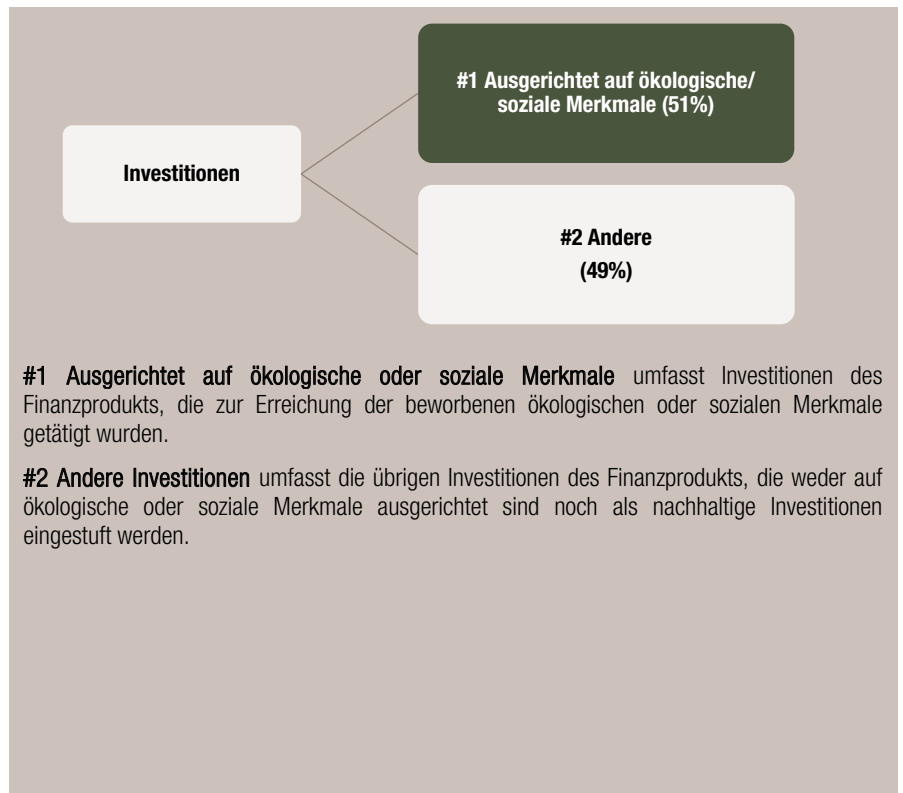 #1 Ausgerichtet auf ökologische/
soziale Merkmale (51%)
Investitionen
#2 Andere
(49%)
#1 Ausgerichtet auf ökologische oder soziale Merkmale umfasst Investitionen des
Finanzprodukts, die zur Erreichung der beworbenen ökologischen oder sozialen Merkmale
getätigt wurden.
#2 Andere Investitionen umfasst die übrigen Investitionen des Finanzprodukts, die weder auf
ökologische oder soziale Merkmale ausgerichtet sind noch als nachhaltige Investitionen
eingestuft werden.